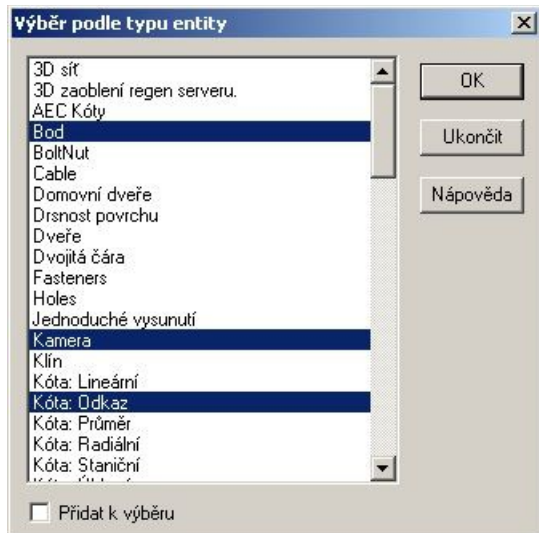 Výběr podle typu entity
3D síť
3D zaoblení regen serveru.
AEC Kóty
Bod
BoltNut
Cable
Domovní dveře
Drsnost povrchu
Dveře
Dvojitá čára
Fasteners
Holes
Jednoduché vysunutí
Kamera
Klín
Kóta: Lineární
Kóta: Odkaz
Kóta: Průměr
Kóta: Radiální
Kóta: Staniční
OK
Ukončit
Nápověda
Přidat k výběru